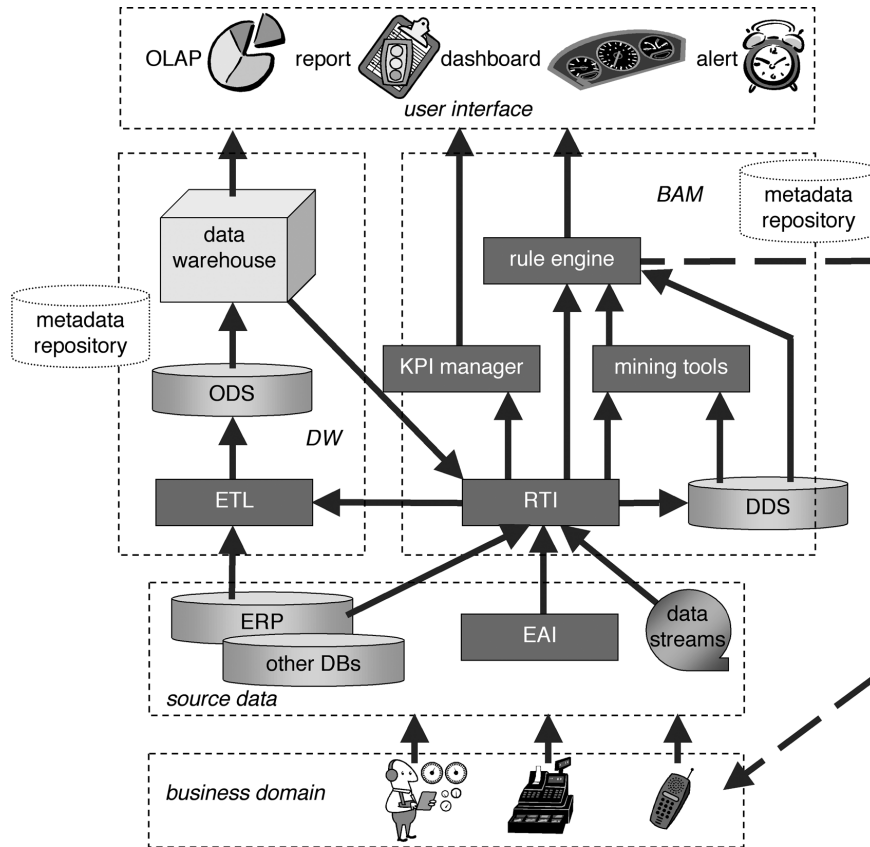 OLAP
report
dashboard
alert
user interface
BAM
metadata
repository
data
warehouse
rule engine
metadata
repository
KPI manager
mining tools
ODS
DW
ETL
RTI
DDS
ERP
other DBs
EAI
data
streams
source data
business domain